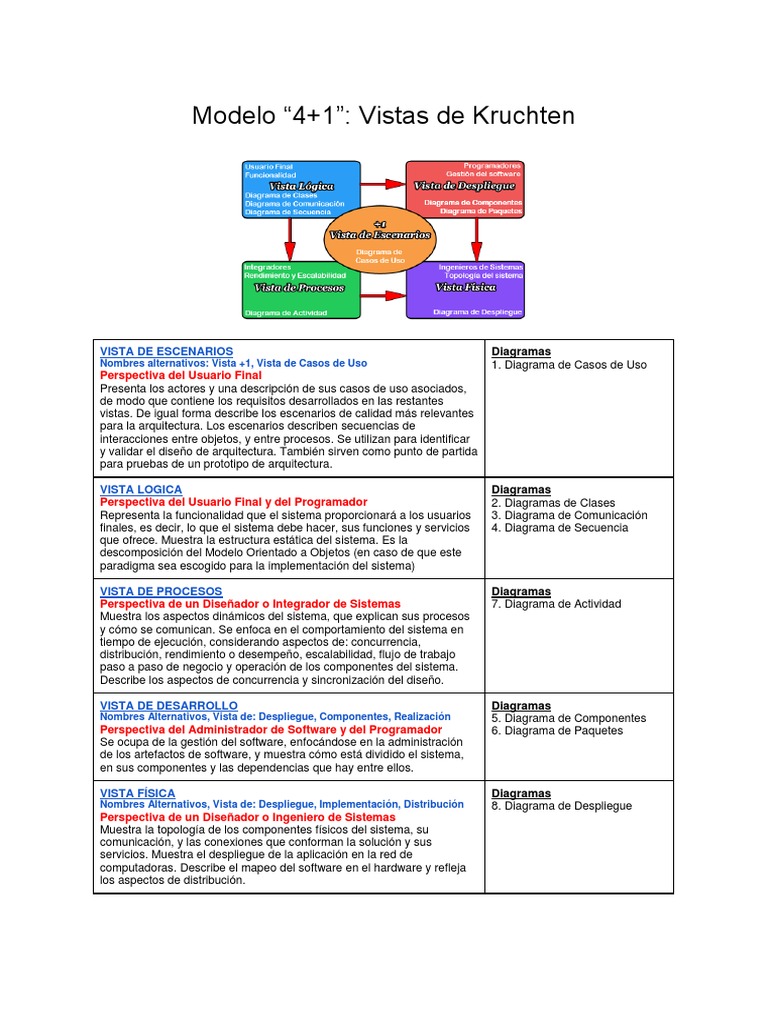 Modelo “4+1”: Vistas de Kruchten
Usuario Final
Funcionalidad
Vista Lógica
Diagrama de Clases
Diagrama de Comunicación
Diagrama de Secuencia
Programadores
Gestión del software
Vista de Despliegue
Diagrama de Componentes
Diagrama de Paquetes
+1
Vista de Escenarios
Diagrama de
Casos de Uso
Integradores
Rendimiento y Escalabilidad
Vista de Procesos
Diagrama de Actividad
Ingenieros de Sistemas
Topología del sistema
Vista Física
Diagrama de Despliegue
VISTA DE ESCENARIOS
Nombres alternativos: Vista +1, Vista de Casos de Uso
Perspectiva del Usuario Final
Presenta los actores y una descripción de sus casos de uso asociados,
de modo que contiene los requisitos desarrollados en las restantes
vistas. De igual forma describe los escenarios de calidad más relevantes
para la arquitectura. Los escenarios describen secuencias de
interacciones entre objetos, y entre procesos. Se utilizan para identificar
y validar el diseño de arquitectura. También sirven como punto de partida
para pruebas de un prototipo de arquitectura.
Diagramas
1. Diagrama de Casos de Uso
VISTA LOGICA
Perspectiva del Usuario Final y del Programador
Representa la funcionalidad que el sistema proporcionará a los usuarios
finales, es decir, lo que el sistema debe hacer, sus funciones y servicios
que ofrece. Muestra la estructura estática del sistema. Es la
descomposición del Modelo Orientado a Objetos (en caso de que este
paradigma sea escogido para la implementación del sistema)
Diagramas
2. Diagramas de Clases
3. Diagrama de Comunicación
4. Diagrama de Secuencia
VISTA DE PROCESOS
Perspectiva de un Diseñador o Integrador de Sistemas
Muestra los aspectos dinámicos del sistema, que explican sus procesos
y cómo se comunican. Se enfoca en el comportamiento del sistema en
tiempo de ejecución, considerando aspectos de: concurrencia,
distribución, rendimiento o desempeño, escalabilidad, flujo de trabajo
paso a paso de negocio y operación de los componentes del sistema.
Describe los aspectos de concurrencia y sincronización del diseño.
Diagramas
7. Diagrama de Actividad
VISTA DE DESARROLLO
Nombres Alternativos, Vista de: Despliegue, Componentes, Realización
Perspectiva del Administrador de Software y del Programador
Se ocupa de la gestión del software, enfocándose en la administración
de los artefactos de software, y muestra cómo está dividido el sistema,
en sus componentes y las dependencias que hay entre ellos.
Diagramas
5. Diagrama de Componentes
6. Diagrama de Paquetes
VISTA FÍSICA
Nombres Alternativos, Vista de: Despliegue, Implementación, Distribución
Perspectiva de un Diseñador o Ingeniero de Sistemas
Muestra la topología de los componentes físicos del sistema, su
comunicación, y las conexiones que conforman la solución y sus
servicios. Muestra el despliegue de la aplicación en la red de
computadoras. Describe el mapeo del software en el hardware y refleja
los aspectos de distribución.
Diagramas
8. Diagrama de Despliegue